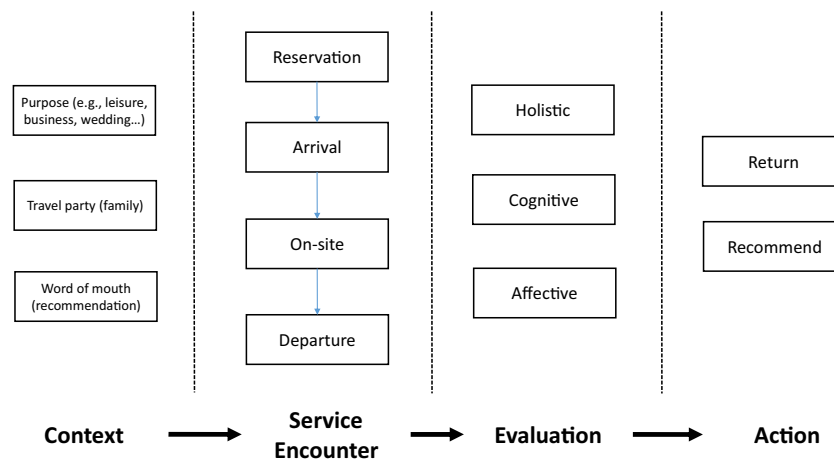 Purpose (e.g., leisure,
business, wedding...)
Travel party (family)
Word of mouth
(recommendation)
Reservation
Arrival
On-site
Departure
Holistic
Cognitive
Affective
Return
Recommend
Context
Service
Encounter
Evaluation
Action